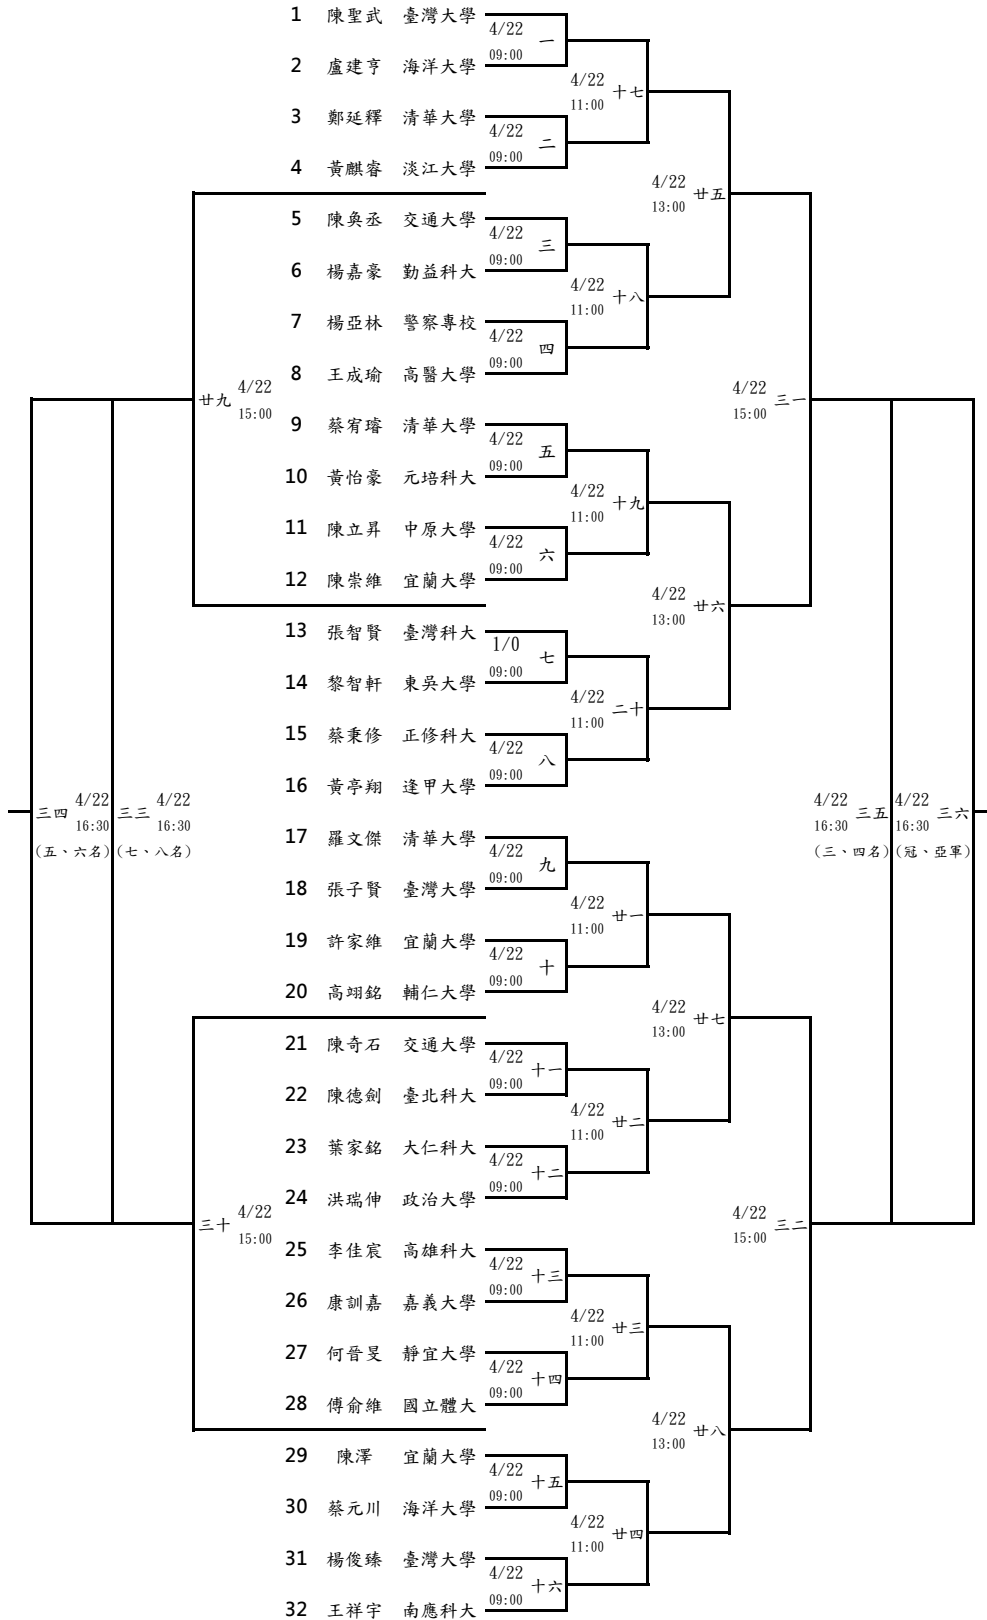 1 陳聖武 臺灣大學
4/22 一
09:00
2 盧建亨 海洋大學
4/22 十七
11:00
3 鄭延釋 清華大學
4/22 二
09:00
4 黃麒睿 淡江大學
4/22 廿五
13:00
5 陳奐丞 交通大學
4/22 三
09:00
6 楊嘉豪 勤益科大
4/22 十八
11:00
7 楊亞林 警察專校
4/22 四
09:00
8 王成瑜 高醫大學
廿九 4/22
15:00
4/22 三一
15:00
9 蔡宥璿 清華大學
4/22 五
09:00
10 黃怡豪 元培科大
4/22 十九
11:00
11 陳立昇 中原大學
4/22 六
09:00
12 陳崇維 宜蘭大學
4/22 廿六
13:00
13 張智賢 臺灣科大
1/0 七
09:00
14 黎智軒 東吳大學
4/22 二十
11:00
15 蔡秉修 正修科大
4/22 八
09:00
16 黃亭翔 逢甲大學
三四 4/22
16:30
(五、六名)
三三 4/22
16:30
(七、八名)
4/22 三五
16:30
(三、四名)
4/22 三六
16:30
(冠、亞軍)
17 羅文傑 清華大學
4/22 九
09:00
18 張子賢 臺灣大學
4/22 廿一
11:00
19 許家維 宜蘭大學
4/22 十
09:00
20 高翊銘 輔仁大學
4/22 廿七
13:00
21 陳奇石 交通大學
4/22 十一
09:00
22 陳德劍 臺北科大
4/22 廿二
11:00
23 葉家銘 大仁科大
4/22 十二
09:00
24 洪瑞伸 政治大學
三十 4/22
15:00
4/22 三二
15:00
25 李佳宸 高雄科大
4/22 十三
09:00
26 康訓嘉 嘉義大學
4/22 廿三
11:00
27 何晉旻 靜宜大學
4/22 十四
09:00
28 傅俞維 國立體大
4/22 廿八
13:00
29 陳澤 宜蘭大學
4/22 十五
09:00
30 蔡元川 海洋大學
4/22 廿四
11:00
31 楊俊臻 臺灣大學
4/22 十六
09:00
32 王祥宇 南應科大